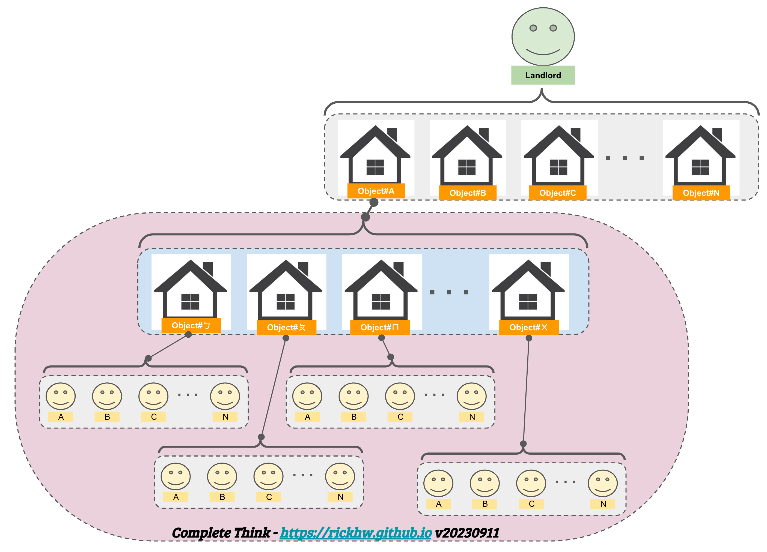 Landlord
Object#A
Object#B
Object#C
Object#N
Object#ㄅ
Object#ㄆ
Object#ㄇ
Object#ㄨ
A B C N
A B C N
A B C N
A B C N
Complete Think - https://rickhw.github.io v20230911